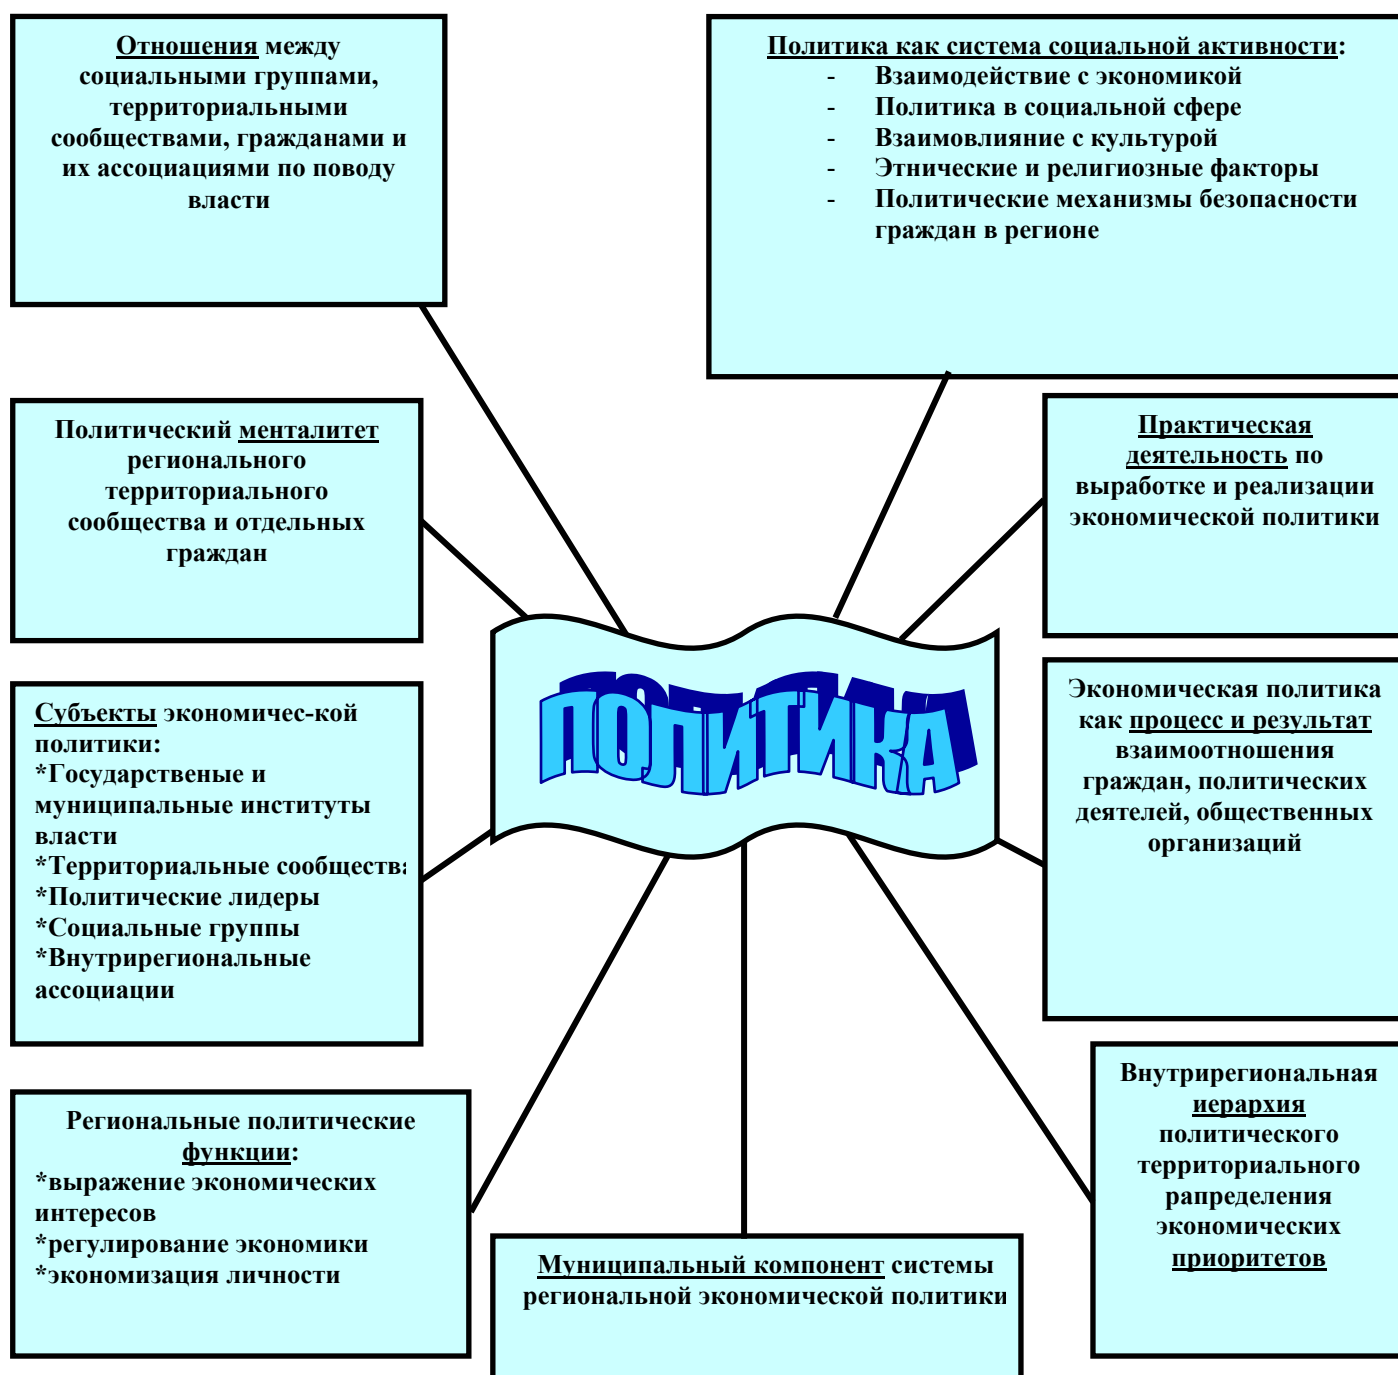 Отношения между
социальными группами,
территориальными
сообществами, гражданами и
их ассоциациями по поводу
власти
Политика как система социальной активности:
- Взаимодействие с экономикой
- Политика в социальной сфере
- Взаимовлияние с культурой
- Этнические и религиозные факторы
- Политические механизмы безопасности
граждан в регионе
Политический менталитет
регионального
территориального
сообщества и отдельных
граждан
Практическая
деятельность по
выработке и реализации
экономической политики
ПОЛИТИКА
Субъекты экономичес-кой
политики:
*Государственые и
муниципальные институты
власти
*Территориальные сообщества
*Политические лидеры
*Социальные группы
*Внутрирегиональные
ассоциации
Экономическая политика
как процесс и результат
взаимоотношения
граждан, политических
деятелей, общественных
организаций
Региональные политические
функции:
*выражение экономических
интересов
*регулирование экономики
*экономизация личности
Муниципальный компонент системы
региональной экономической политики
Внутрирегиональная
иерархия
политического
территориального
рапределения
экономических
приоритетов